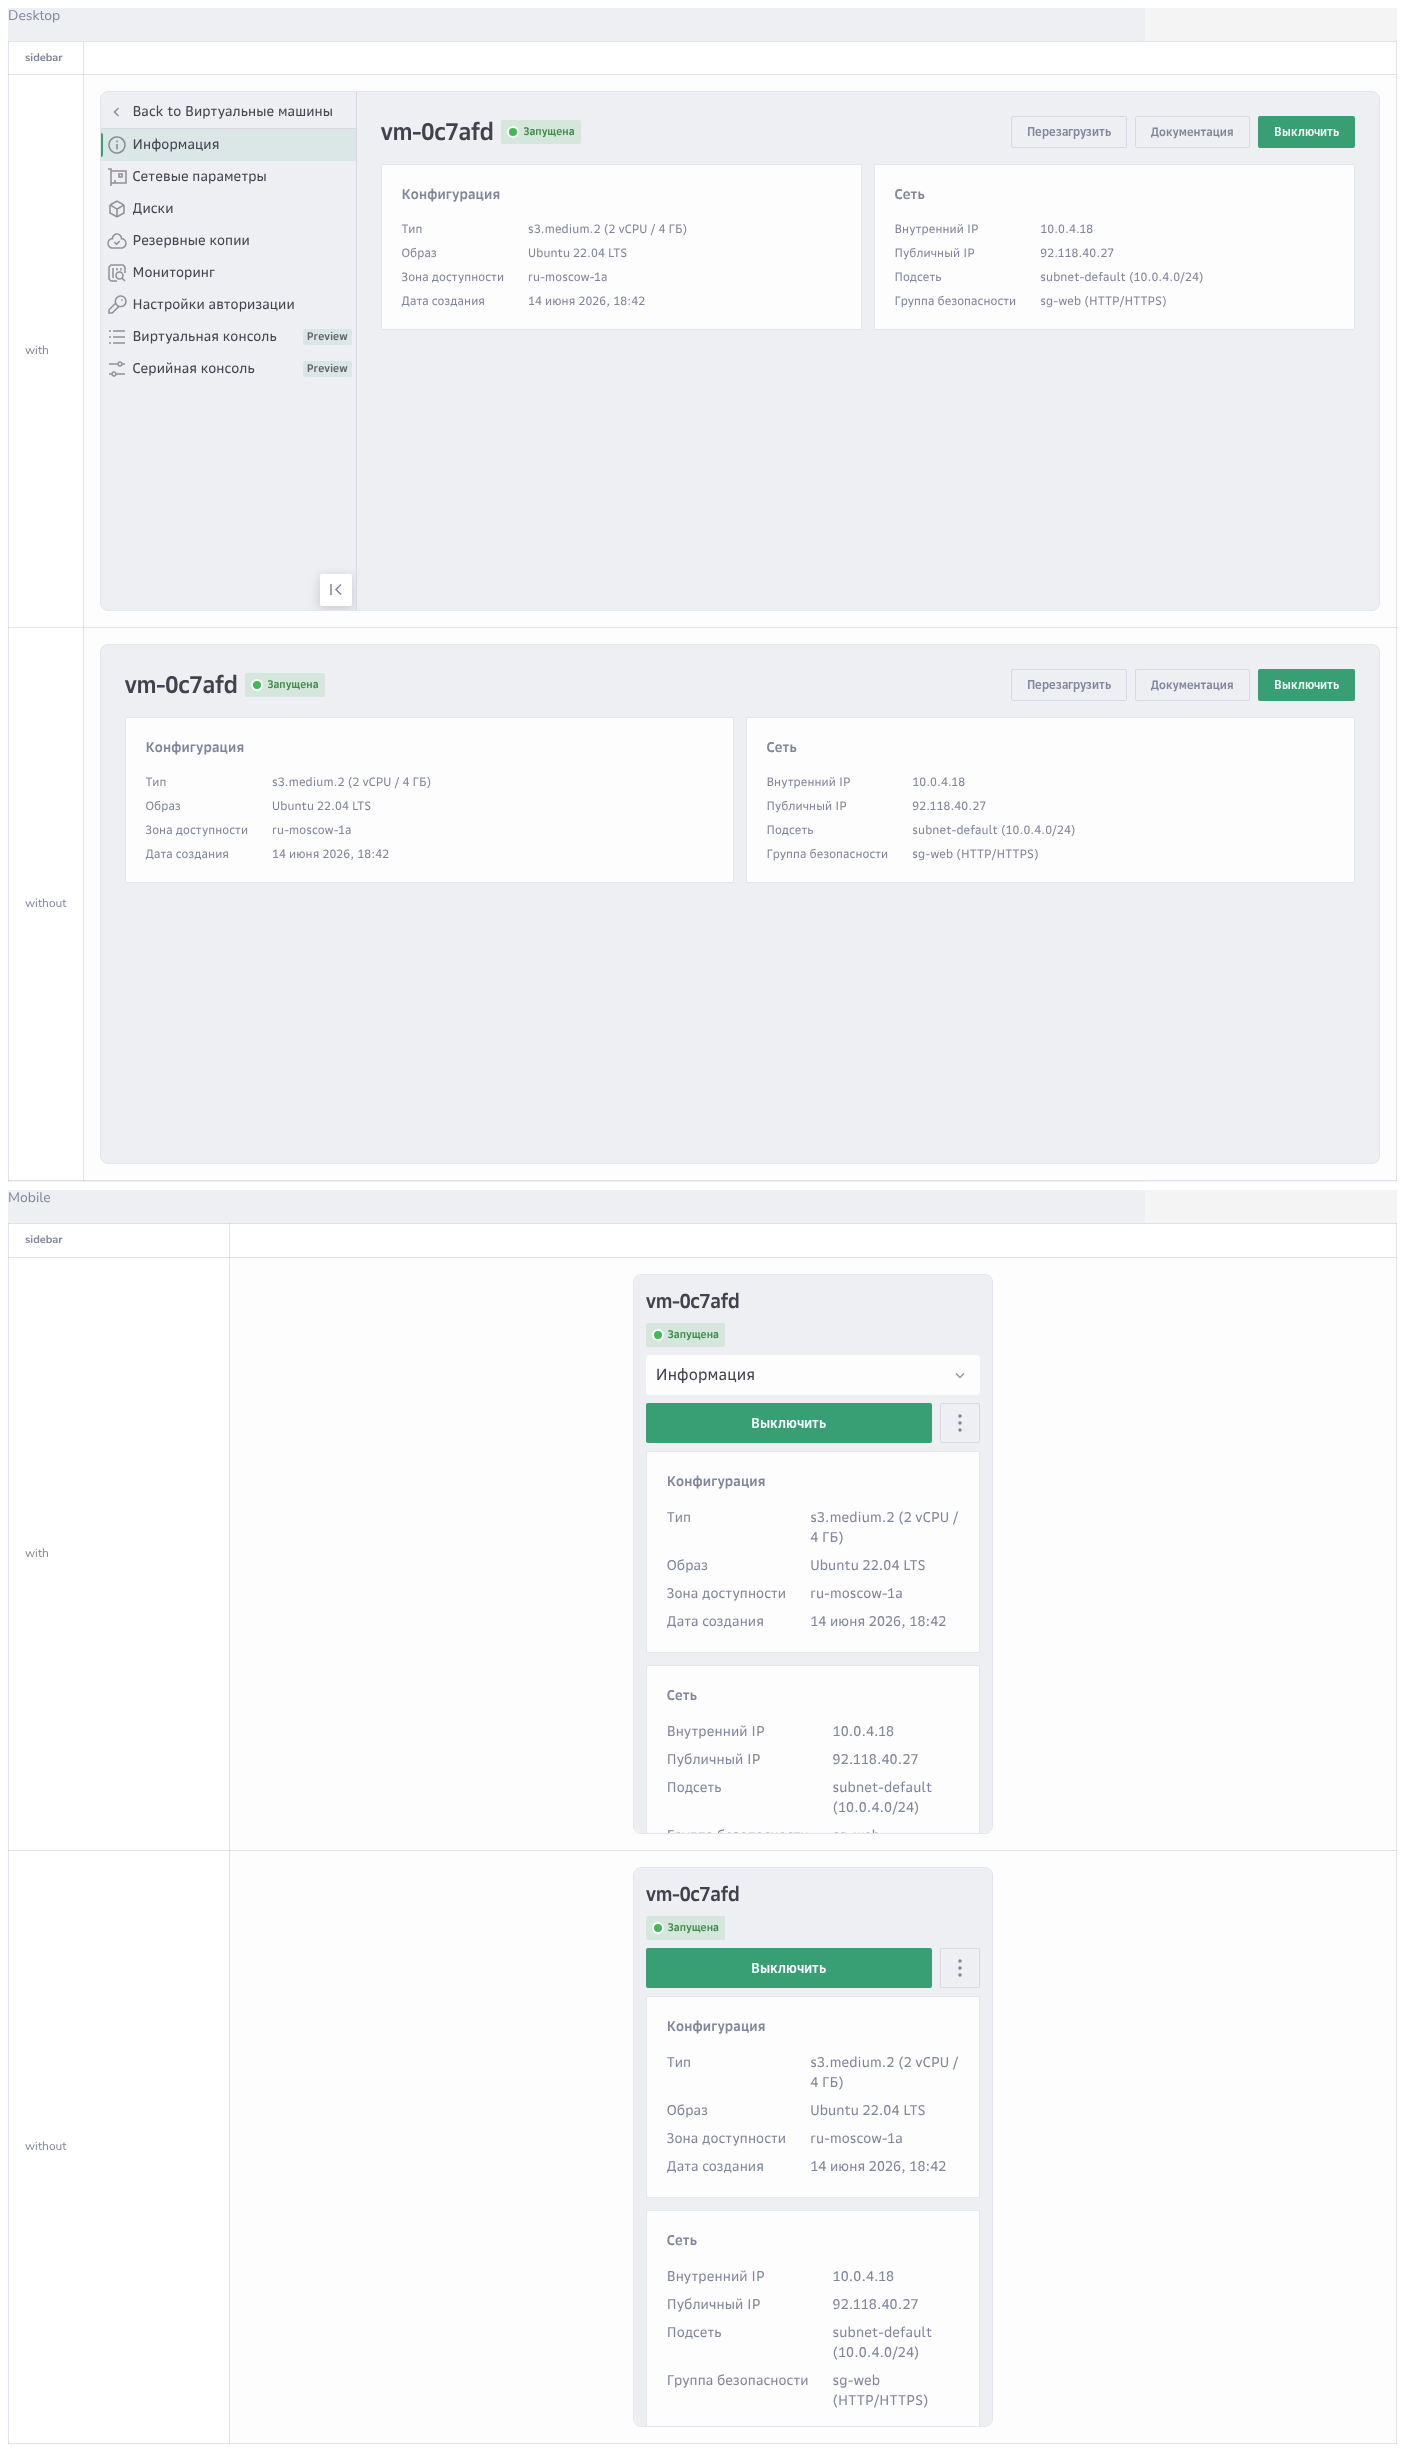 Desktop
sidebar
with
Back to Виртуальные машины
Информация
Сетевые параметры
Диски
Резервные копии
Мониторинг
Настройки авторизации
Виртуальная консоль Preview
Серийная консоль Preview
vm-0c7afd Запущена Перезагрузить Документация Выключить
Конфигурация
Тип s3.medium.2 (2 vCPU / 4 ГБ)
Образ Ubuntu 22.04 LTS
Зона доступности ru-moscow-1a
Дата создания 14 июня 2026, 18:42
Сеть
Внутренний IP 10.0.4.18
Публичный IP 92.118.40.27
Подсеть subnet-default (10.0.4.0/24)
Группа безопасности sg-web (HTTP/HTTPS)
without
vm-0c7afd Запущена Перезагрузить Документация Выключить
Конфигурация
Тип s3.medium.2 (2 vCPU / 4 ГБ)
Образ Ubuntu 22.04 LTS
Зона доступности ru-moscow-1a
Дата создания 14 июня 2026, 18:42
Сеть
Внутренний IP 10.0.4.18
Публичный IP 92.118.40.27
Подсеть subnet-default (10.0.4.0/24)
Группа безопасности sg-web (HTTP/HTTPS)
Mobile
sidebar
with
vm-0c7afd
Запущена
Информация
Выключить
Конфигурация
Тип s3.medium.2 (2 vCPU /
4 ГБ)
Образ Ubuntu 22.04 LTS
Зона доступности ru-moscow-1a
Дата создания 14 июня 2026, 18:42
Сеть
Внутренний IP 10.0.4.18
Публичный IP 92.118.40.27
Подсеть subnet-default
(10.0.4.0/24)
without
vm-0c7afd
Запущена
Выключить
Конфигурация
Тип s3.medium.2 (2 vCPU /
4 ГБ)
Образ Ubuntu 22.04 LTS
Зона доступности ru-moscow-1a
Дата создания 14 июня 2026, 18:42
Сеть
Внутренний IP 10.0.4.18
Публичный IP 92.118.40.27
Подсеть subnet-default
(10.0.4.0/24)
Группа безопасности sg-web
(HTTP/HTTPS)